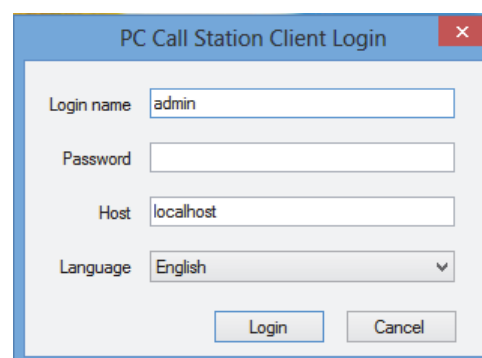 PC Call Station Client Login
Login name admin
Password
Host localhost
Language English
Login Cancel